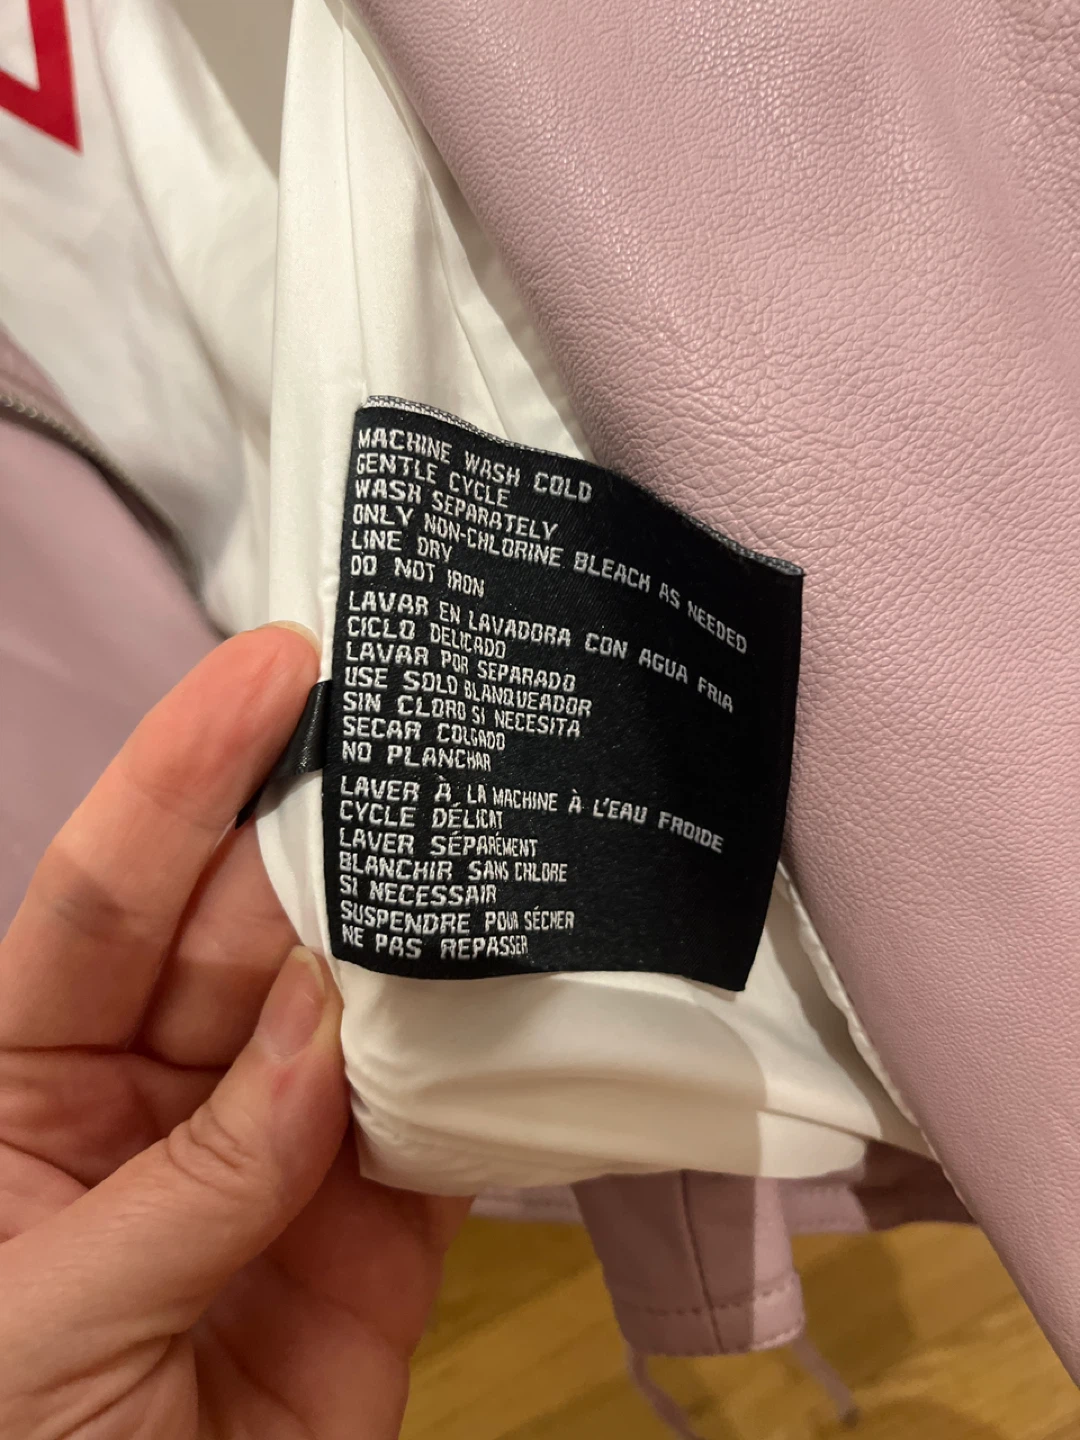 MACHINE WASH COLD
GENTLE CYCLE
WASH SEPARATELY
ONLY NON-CHLORINE BLEACH AS NEEDED
LINE DRY
DO NOT IRON
LAVAR EN LAVADORA CON AGUA FRIA
CICLO DELICADO
LAVAR POR SEPARADO
USE SOLO BLANQUEADOR
SIN CLORO SI NECESITA
SECAR COLGADO
NO PLANCHAR
LAVER À LA MACHINE À L'EAU FROIDE
CYCLE DÉLICAT
LAVER SÉPARÉMENT
BLANCHIR SANS CHLORE
SI NECESSAIR
SUSPENDRE POUR SÉCHER
NE PAS REPASSER